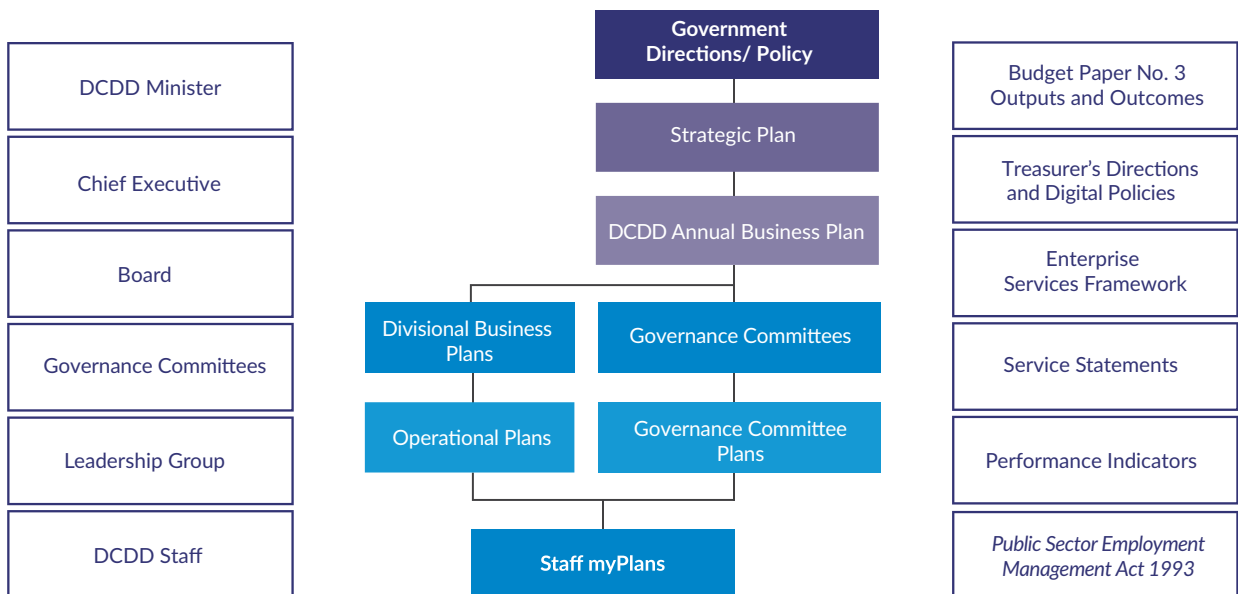 DCDD Minister
Chief Executive
Board
Governance Committees
Leadership Group
DCDD Staff
Government
Directions/ Policy
Strategic Plan
DCDD Annual Business Plan
Divisional Business
Plans
Governance Committees
Operational Plans
Governance Committee
Plans
Staff myPlans
Budget Paper No. 3
Outputs and Outcomes
Treasurer’s Directions
and Digital Policies
Enterprise
Services Framework
Service Statements
Performance Indicators
Public Sector Employment
Management Act 1993